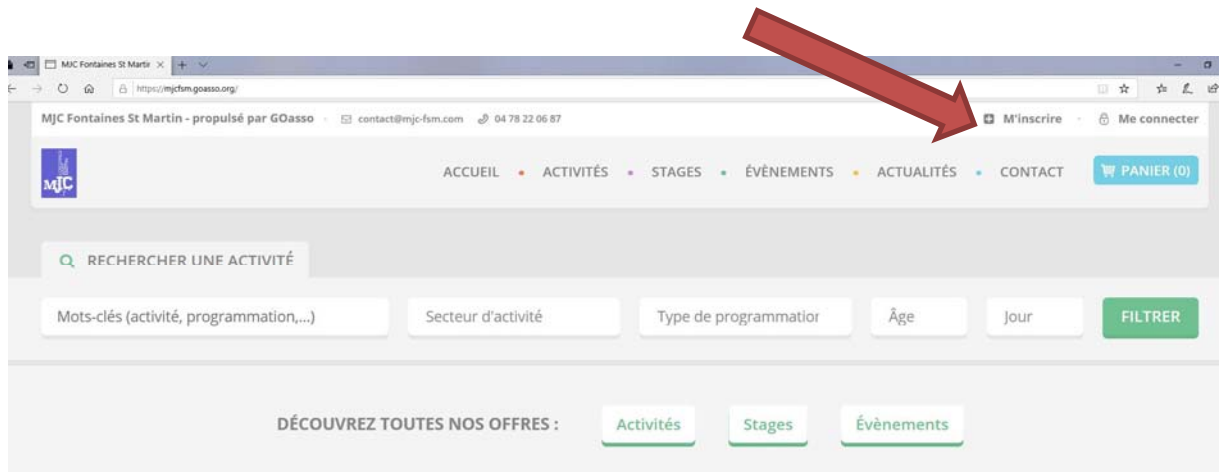 MJC Fontaines St Martir
https://mjcfsm.goasso.org/
MJC Fontaines St Martin - propulsé par GOasso contact@mjc-fsm.com 04 78 22 06 87 M'inscrire Me connecter
MJC ACCUEIL ACTIVITÉS STAGES ÉVÈNEMENTS ACTUALITÉS CONTACT PANIER (0)
RECHERCHER UNE ACTIVITÉ
Mots-clés (activité, programmation,...) Secteur d'activité Type de programmatior Âge Jour FILTRER
DÉCOUVREZ TOUTES NOS OFFRES : Activités Stages Évènements